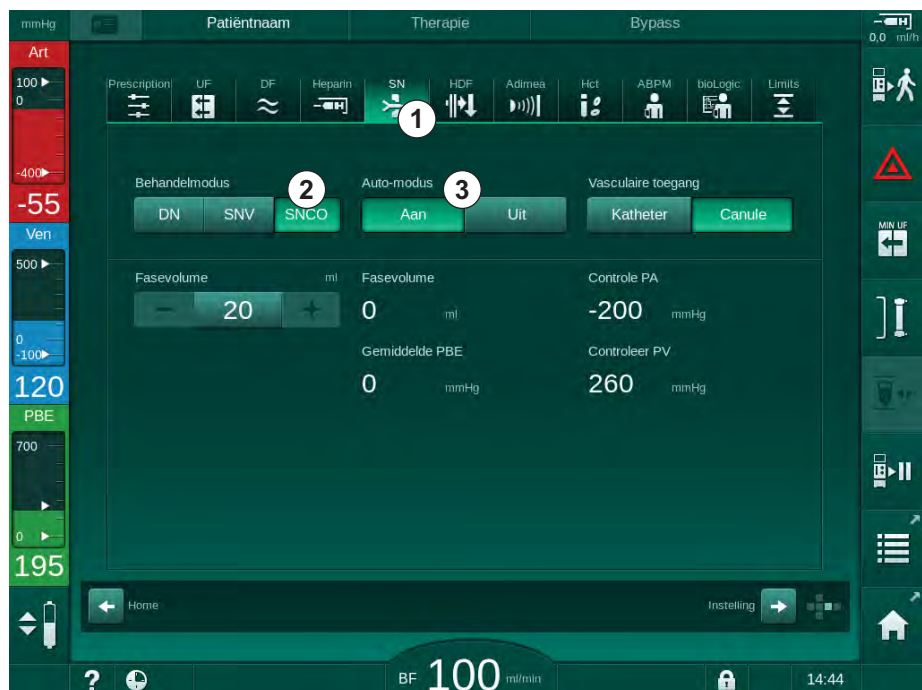 mmHg
Patiëntnaam
Therapie
Bypass
0,0 ml/h
Art
100
0
-400
-55
Ven
500
0
-100
120
PBE
700
0
195
Prescription
UF
DF
Heparin
SN
HDF
Adimea
Hct
ABPM
bioLogic
Limits
1
Behandelmodus
2
Auto-modus
3
Vasculaire toegang
DN
SNV
SNCO
Aan
Uit
Katheter
Canule
Fasevolume ml
20
Fasevolume
0 ml
Controle PA
-200 mmHg
Gemiddelde PBE
0 mmHg
Controleer PV
260 mmHg
MIN UF
Home
Instelling
?
BF 100 ml/min
14:44